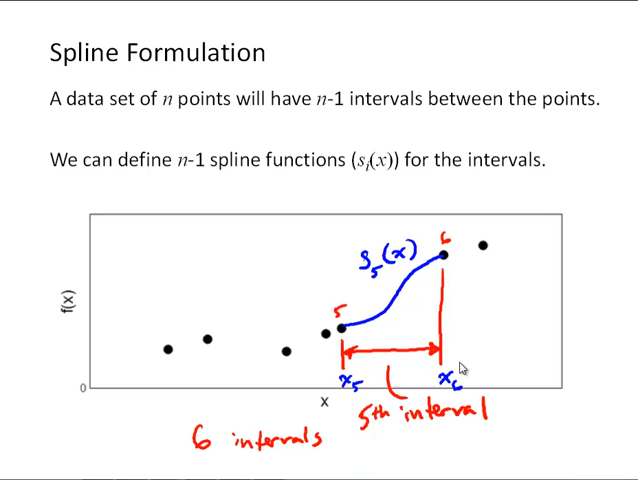 Spline Formulation
A data set of n points will have n-1 intervals between the points.
We can define n-1 spline functions (sᵢ(x)) for the intervals.
6
S₅(x)
5
f(x)
0
x₅
x₆
x
5th interval
6 intervals